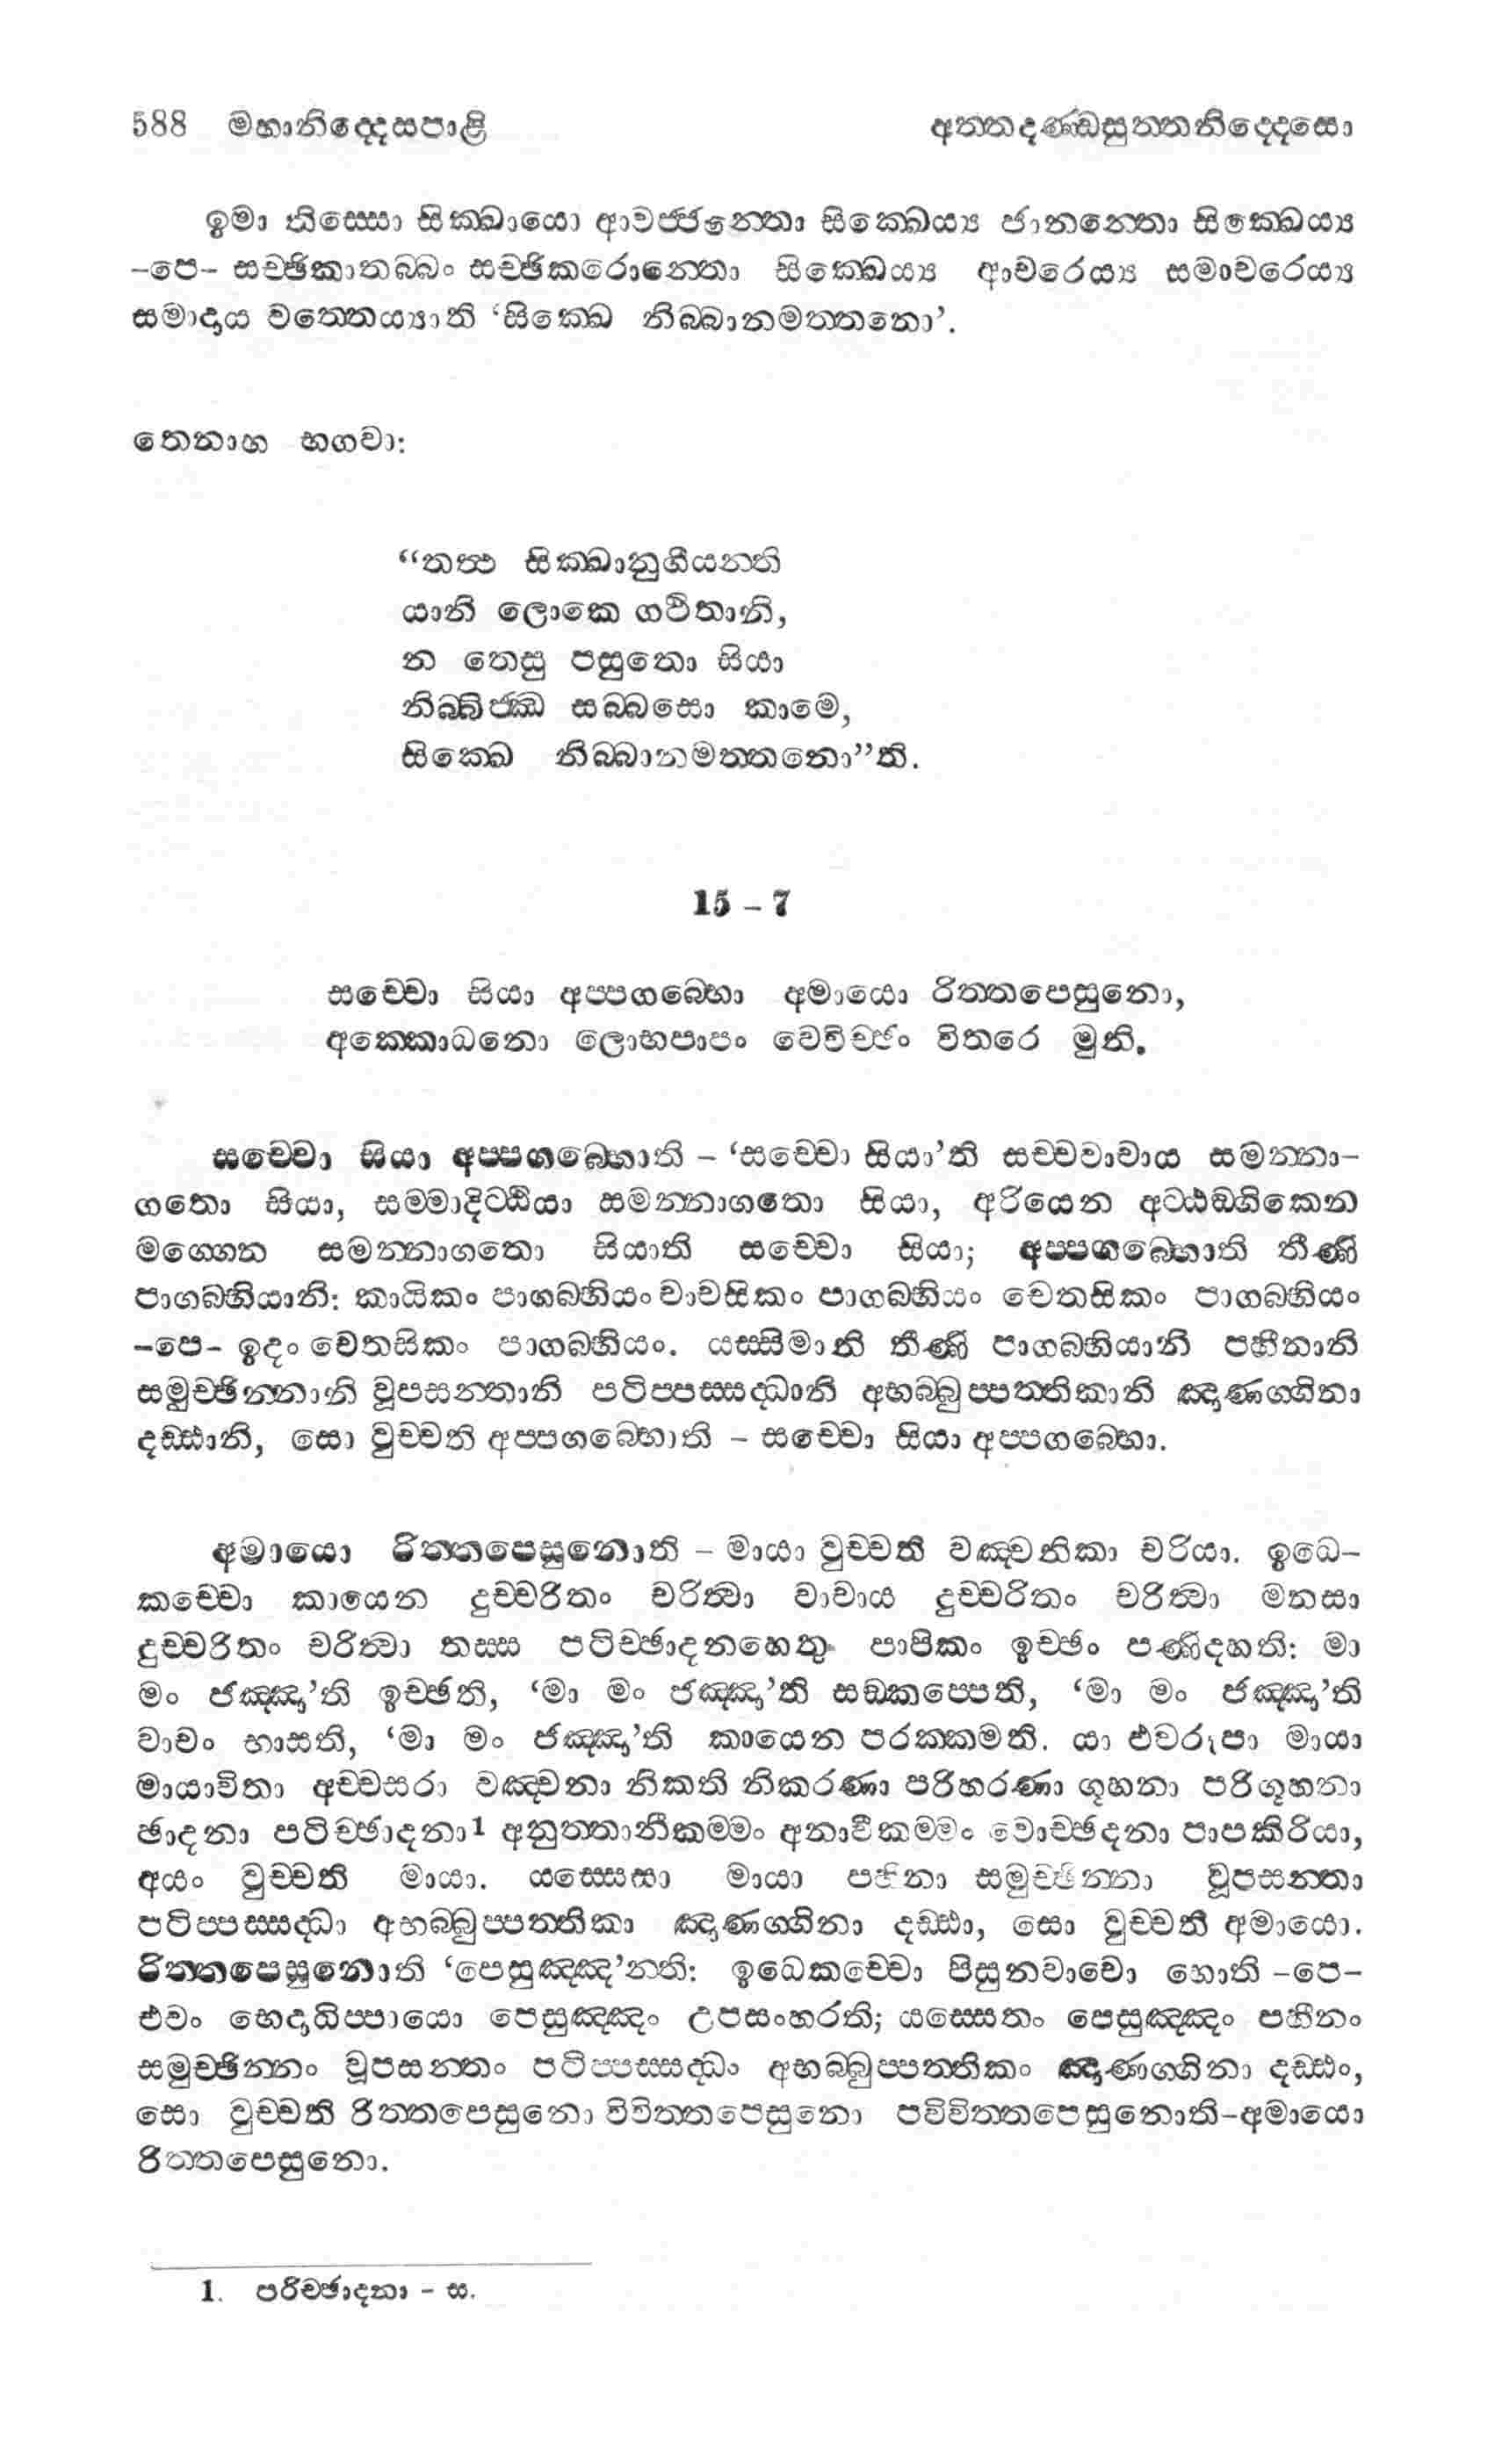 588 මහානිද්දෙසපාළි අත්තදණ්ඩසුත්තනිද්දෙසො
ඉමා තිස්සො සික්ඛායො ආවජ්ජන්තො සික්ඛෙය්‍ය ජානන්තො සික්ඛෙය්‍ය
-පෙ- සච්ඡිකාතබ්බං සච්ඡිකරොන්තො සික්ඛෙය්‍ය ආචරෙය්‍ය සමාචරෙය්‍ය
සමාදාය වත්තෙය්‍යාති ‘සික්ඛෙ නිබ්බානමත්තනො’.
තෙනාහ භගවා:
“තත්‍ථ සික්ඛානුගීයන්ති
යානි ලොකෙ ගථිතානි,
න තෙසු පසුතො සියා
නිබ්බිජ්ඣ සබ්බසො කාමෙ,
සික්ඛෙ නිබ්බානමත්තනො”ති.
15 - 7
සච්චො සියා අප්පගබ්භො අමායො රිත්තපෙසුනො,
අක්කොධනො ලොභපාපං වෙවිච්ඡං විතරෙ මුනි.
සච්චො සියා අප්පගබ්භොති - ‘සච්චො සියා’ති සච්චවාචාය සමන්නා-
ගතො සියා, සම්මාදිට්ඨියා සමන්නාගතො සියා, අරියෙන අට්ඨඞ්ගිකෙන
මග්ගෙන සමන්නාගතො සියාති සච්චො සියා; අප්පගබ්භොති තීණි
පාගබ්භියානි: කායිකං පාගබ්භියං වාචසිකං පාගබ්භියං චෙතසිකං පාගබ්භියං
-පෙ- ඉදං චෙතසිකං පාගබ්භියං. යස්සිමානි තීණි පාගබ්භියානි පහීනානි
සමුච්ඡින්නානි වූපසන්තානි පටිප්පස්සද්ධානි අභබ්බුප්පත්තිකානි ඤාණග්ගිනා
දඩ්ඪානි, සො වුච්චති අප්පගබ්භොති - සච්චො සියා අප්පගබ්භො.
අමායො රිත්තපෙසුනොති - මායා වුච්චති වඤ්චනිකා චරියා. ඉධෙ-
කච්චො කායෙන දුච්චරිතං චරිත්‍වා වාචාය දුච්චරිතං චරිත්‍වා මනසා
දුච්චරිතං චරිත්‍වා තස්ස පටිච්ඡාදනහෙතු පාපිකං ඉච්ඡං පණිදහති: මා
මං ජඤ්ඤා’ති ඉච්ඡති, ‘මා මං ජඤ්ඤා’ති සඞ්කප්පෙති, ‘මා මං ජඤ්ඤා’ති
වාචං භාසති, ‘මා මං ජඤ්ඤා’ති කායෙන පරක්කමති. යා එවරූපා මායා
මායාවිතා අච්චසරා වඤ්චනා නිකති නිකරණා පරිහරණා ගූහනා පරිගූහනා
ඡාදනා පටිච්ඡාදනා1 අනුත්තානීකම්මං අනාවීකම්මං වොච්ඡදනා පාපකිරියා,
අයං වුච්චති මායා. යස්සෙසා මායා පහීනා සමුච්ඡින්නා වූපසන්තා
පටිප්පස්සද්ධා අභබ්බුප්පත්තිකා ඤාණග්ගිනා දඩ්ඪා, සො වුච්චති අමායො.
රිත්තපෙසුනොති ‘පෙසුඤ්ඤ’න්ති: ඉධෙකච්චො පිසුනවාචො හොති -පෙ-
එවං භෙදාධිප්පායො පෙසුඤ්ඤං උපසංහරති; යස්සෙතං පෙසුඤ්ඤං පහීනං
සමුච්ඡින්නං වූපසන්තං පටිප්පස්සද්ධං අභබ්බුප්පත්තිකං ඤාණග්ගිනා දඩ්ඪං,
සො වුච්චති රිත්තපෙසුනො විවිත්තපෙසුනො පවිවිත්තපෙසුනොති-අමායො
රිත්තපෙසුනො.
1. පරිච්ඡාදනා - ස.